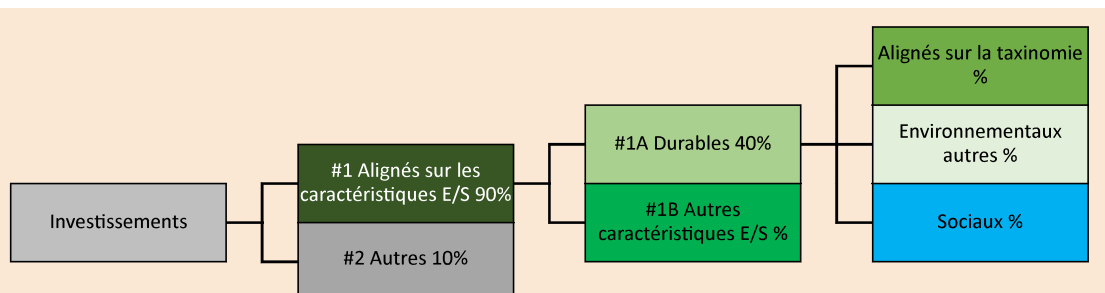 Investissements
#1 Alignés sur les
caractéristiques E/S 90%
#2 Autres 10%
#1A Durables 40%
#1B Autres
caractéristiques E/S %
Alignés sur la taxinomie
%
Environnementaux
autres %
Sociaux %